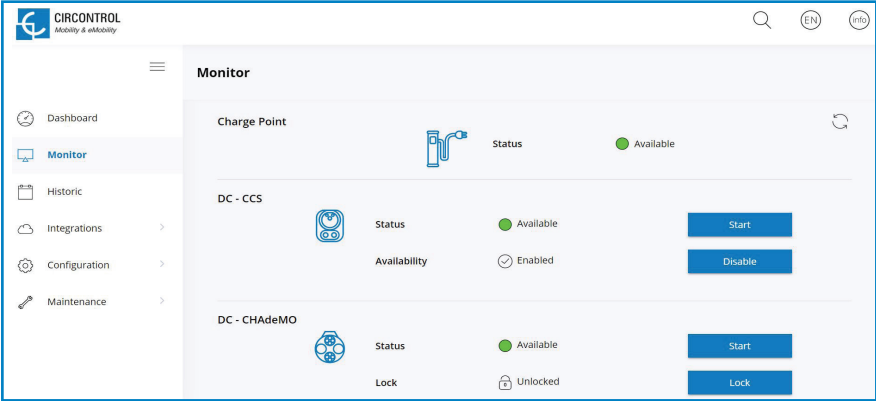 CIRCONTROL
Mobility & eMobility
EN
info
Monitor
Dashboard
Monitor
Historic
Integrations
Configuration
Maintenance
Charge Point
Status Available
DC - CCS
Status Available Start
Availability Enabled Disable
DC - CHAdeMO
Status Available Start
Lock Unlocked Lock